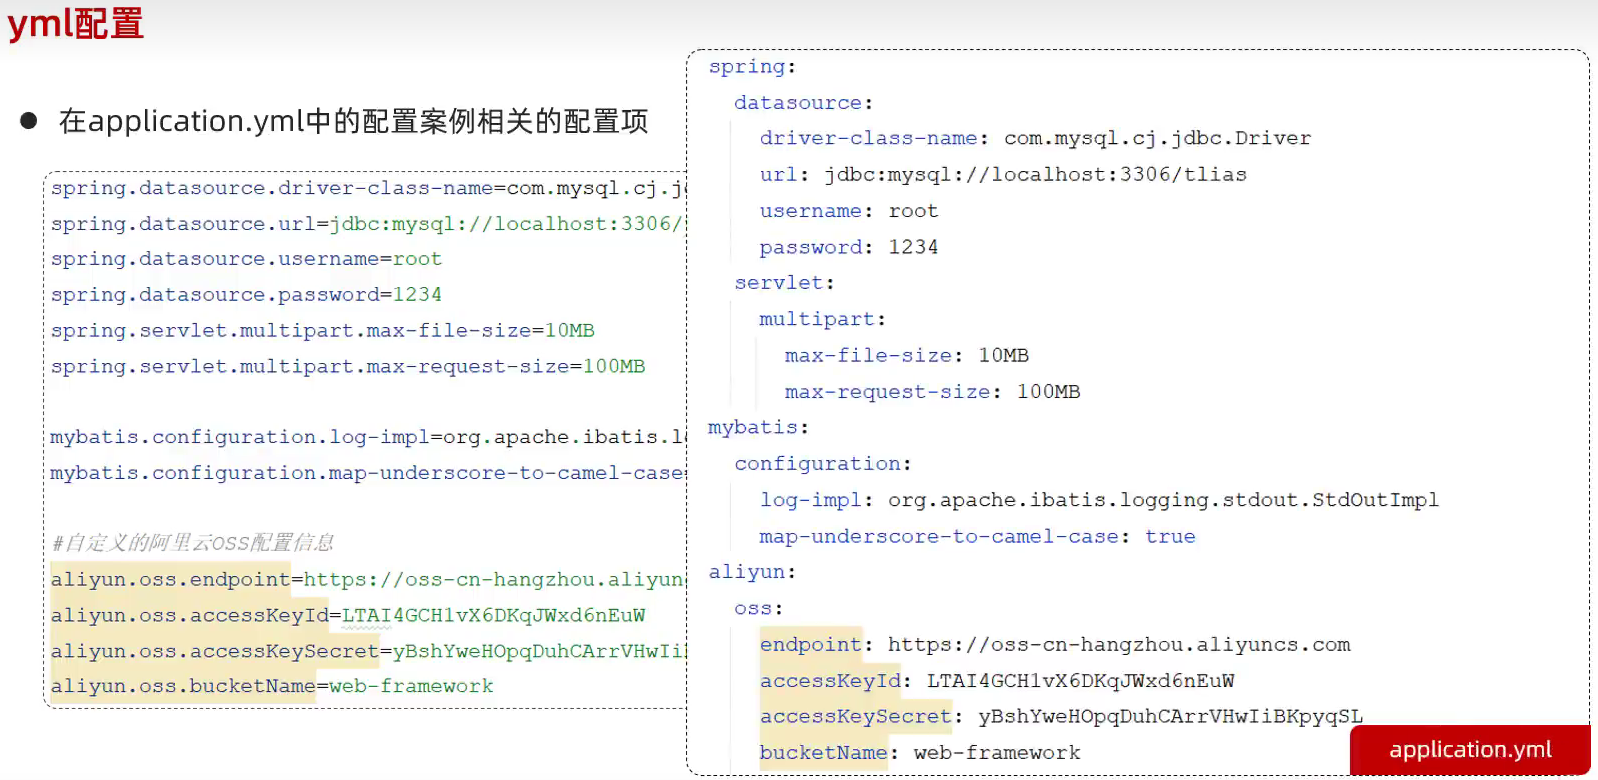 yml配置
● 在application.yml中的配置案例相关的配置项
spring.datasource.driver-class-name=com.mysql.cj.j
spring.datasource.url=jdbc:mysql://localhost:3306/
spring.datasource.username=root
spring.datasource.password=1234
spring.servlet.multipart.max-file-size=10MB
spring.servlet.multipart.max-request-size=100MB
mybatis.configuration.log-impl=org.apache.ibatis.l
mybatis.configuration.map-underscore-to-camel-case
#自定义的阿里云OSS配置信息
aliyun.oss.endpoint=https://oss-cn-hangzhou.aliyun
aliyun.oss.accessKeyId=LTAI4GCH1vX6DKqJWxd6nEuW
aliyun.oss.accessKeySecret=yBshYweHOpqDuhCArrVHwIi
aliyun.oss.bucketName=web-framework
spring:
  datasource:
    driver-class-name: com.mysql.cj.jdbc.Driver
    url: jdbc:mysql://localhost:3306/tlias
    username: root
    password: 1234
  servlet:
    multipart:
      max-file-size: 10MB
      max-request-size: 100MB
mybatis:
  configuration:
    log-impl: org.apache.ibatis.logging.stdout.StdOutImpl
    map-underscore-to-camel-case: true
aliyun:
  oss:
    endpoint: https://oss-cn-hangzhou.aliyuncs.com
    accessKeyId: LTAI4GCH1vX6DKqJWxd6nEuW
    accessKeySecret: yBshYweHOpqDuhCArrVHwIiBKpyqSL
    bucketName: web-framework
application.yml